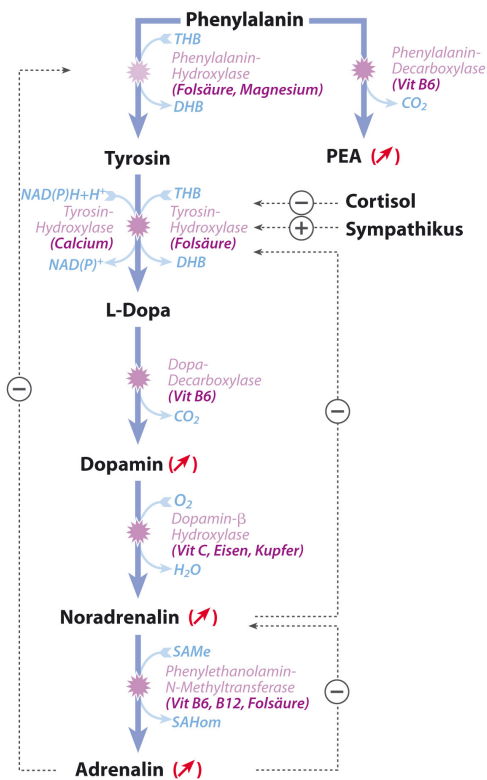 Phenylalanin
THB
Phenylalanin-
Hydroxylase
(Folsäure, Magnesium)
DHB
Phenylalanin-
Decarboxylase
(Vit B6)
CO₂
Tyrosin
PEA (↗)
NAD(P)H+H⁺
Tyrosin-
Hydroxylase
(Calcium)
NAD(P)⁺
THB
Tyrosin-
Hydroxylase
(Folsäure)
DHB
− Cortisol
+ Sympathikus
L-Dopa
Dopa-
Decarboxylase
(Vit B6)
CO₂
−
−
Dopamin (↗)
O₂
Dopamin-β
Hydroxylase
(Vit C, Eisen, Kupfer)
H₂O
Noradrenalin (↗)
SAMe
Phenylethanolamin-
N-Methyltransferase
(Vit B6, B12, Folsäure)
SAHom
−
Adrenalin (↗)